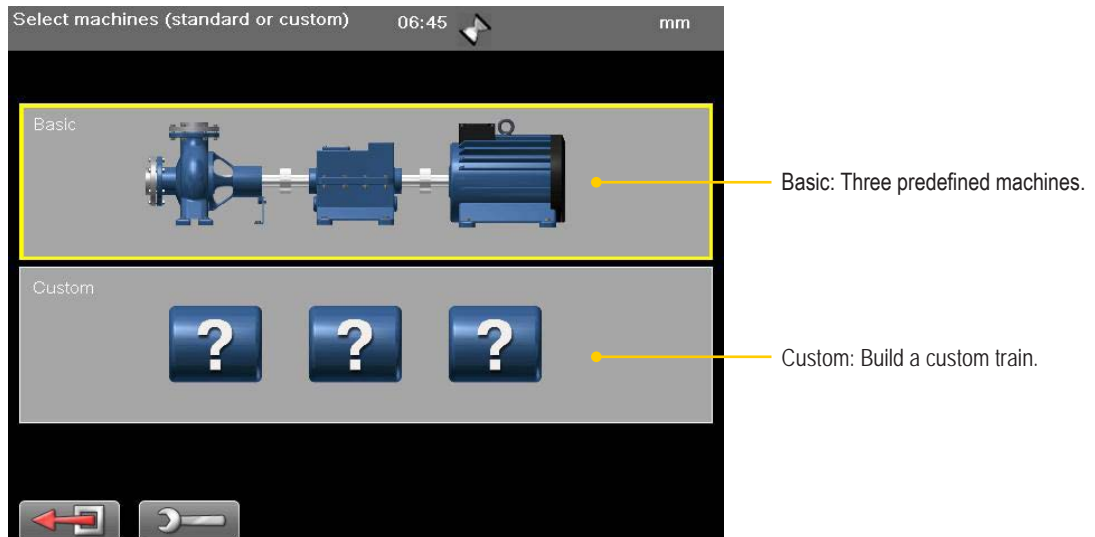 Select machines (standard or custom) 06:45 mm
Basic
Basic: Three predefined machines.
Custom
? ? ?
Custom: Build a custom train.